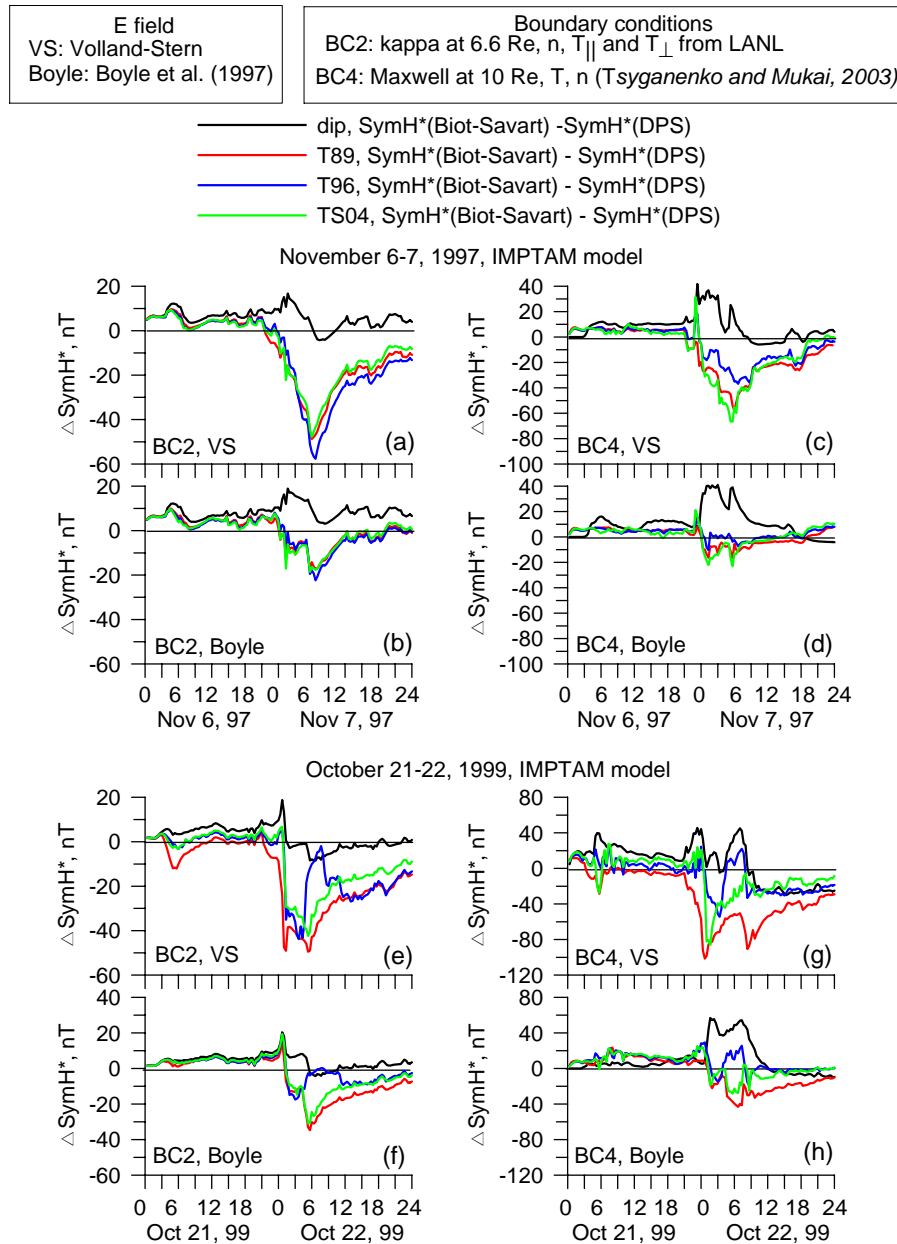 E field
VS: Volland-Stern
Boyle: Boyle et al. (1997)
Boundary conditions
BC2: kappa at 6.6 Re, n, T|| and T⊥ from LANL
BC4: Maxwell at 10 Re, T, n (Tsyganenko and Mukai, 2003)
dip, SymH*(Biot-Savart) -SymH*(DPS)
T89, SymH*(Biot-Savart) - SymH*(DPS)
T96, SymH*(Biot-Savart) - SymH*(DPS)
TS04, SymH*(Biot-Savart) - SymH*(DPS)
November 6-7, 1997, IMPTAM model
△SymH*, nT
20
0
-20
-40
-60
BC2, VS
(a)
△SymH*, nT
40
20
0
-20
-40
-60
-80
-100
BC4, VS
(c)
△SymH*, nT
20
0
-20
-40
-60
BC2, Boyle
(b)
0 6 12 18 0 6 12 18 24
Nov 6, 97 Nov 7, 97
△SymH*, nT
40
20
0
-20
-40
-60
-80
-100
BC4, Boyle
(d)
0 6 12 18 0 6 12 18 24
Nov 6, 97 Nov 7, 97
October 21-22, 1999, IMPTAM model
△SymH*, nT
20
0
-20
-40
-60
BC2, VS
(e)
△SymH*, nT
80
40
0
-40
-80
-120
BC4, VS
(g)
△SymH*, nT
40
20
0
-20
-40
-60
BC2, Boyle
(f)
0 6 12 18 0 6 12 18 24
Oct 21, 99 Oct 22, 99
△SymH*, nT
80
40
0
-40
-80
-120
BC4, Boyle
(h)
0 6 12 18 0 6 12 18 24
Oct 21, 99 Oct 22, 99